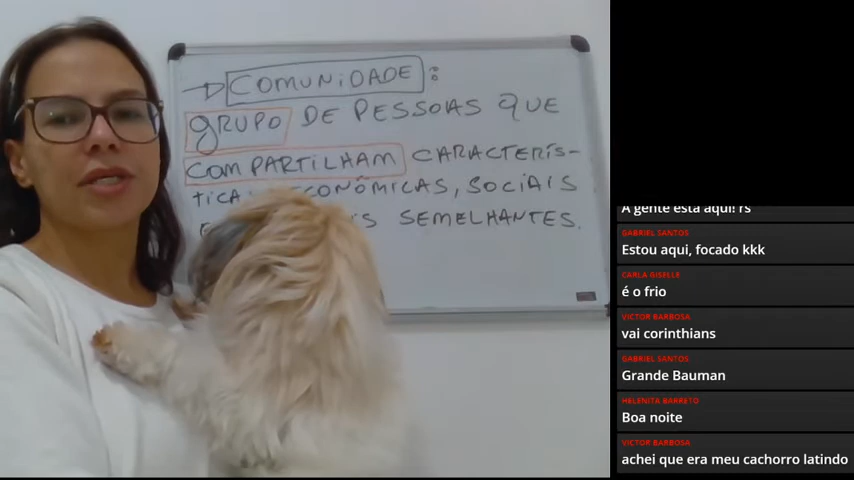 → COMUNIDADE:
gRUPO DE PESSOAS QUE
COMPARTILHAM CARACTERÍS-
TICA ECONÔMICAS, SOCIAIS
SEMELHANTES.
A gente está aqui! rs
GABRIEL SANTOS
Estou aqui, focado kkk
CARLA GISELLE
é o frio
VICTOR BARBOSA
vai corinthians
GABRIEL SANTOS
Grande Bauman
HELENITA BARRETO
Boa noite
VICTOR BARBOSA
achei que era meu cachorro latindo